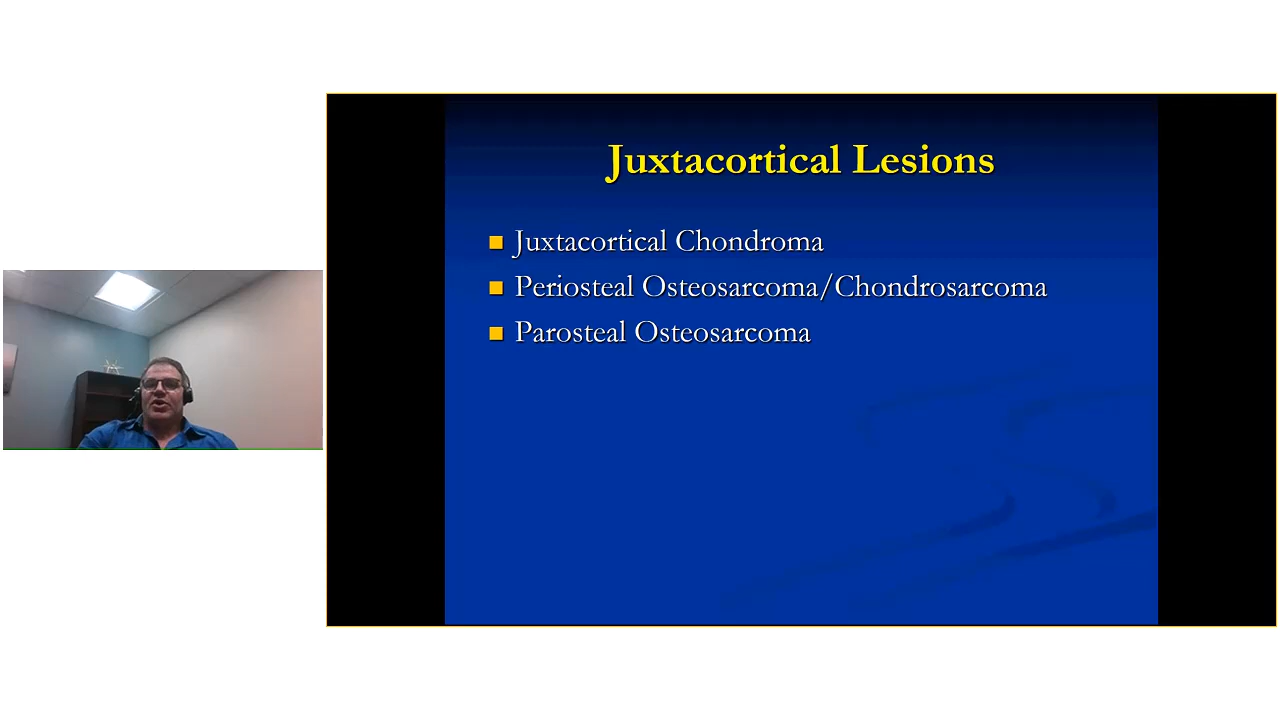 Juxtacortical Lesions
Juxtacortical Chondroma
Periosteal Osteosarcoma/Chondrosarcoma
Parosteal Osteosarcoma